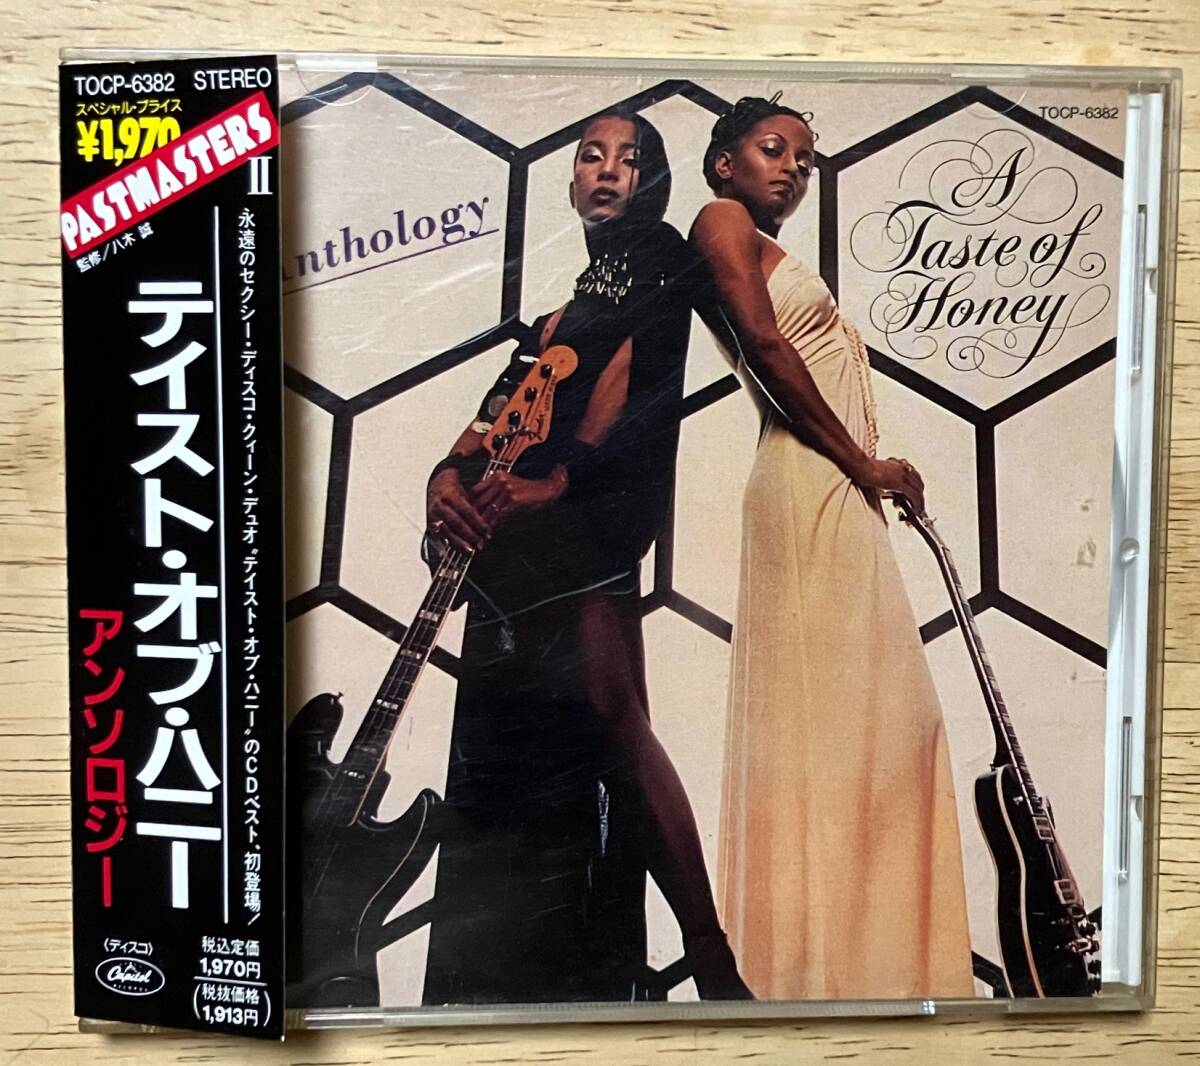 TOCP-6382 STEREO
スペシャル・プライス
¥1,970
PASTMASTERS
II
監修/八木 誠
永遠のセクシー・ディスコ・クィーン・デュオ“テイスト・オブ・ハニー”のCDベスト、初登場!
テイスト・オブ・ハニー
アンソロジー
〈ディスコ〉
Capitol
RECORDS
税込定価
1,970円
(税抜価格
1,913円)
TOCP-6382
Anthology
A
Taste of
Honey
Fender